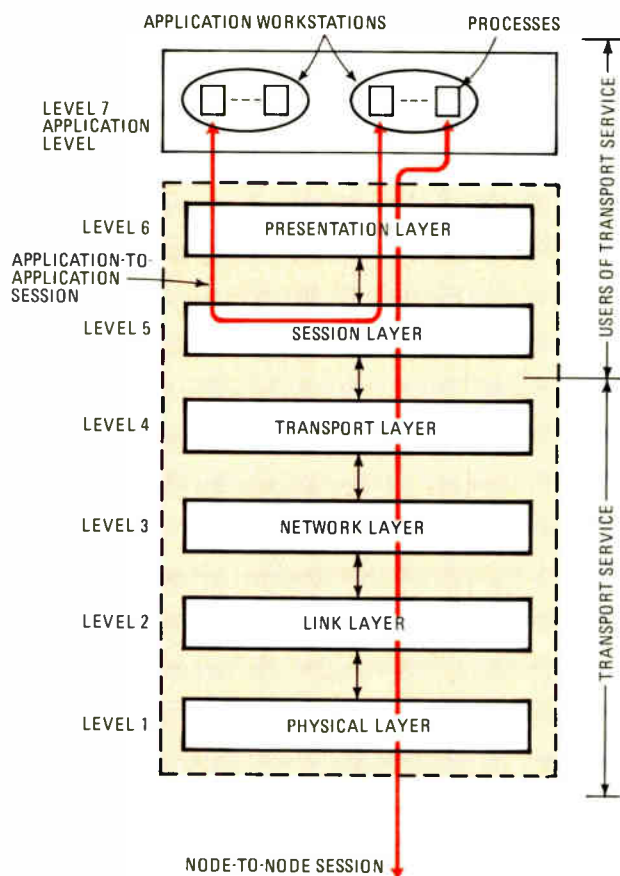 APPLICATION WORKSTATIONS
PROCESSES
LEVEL 7
APPLICATION
LEVEL
LEVEL 6
PRESENTATION LAYER
APPLICATION-TO-
APPLICATION
SESSION
LEVEL 5
SESSION LAYER
LEVEL 4
TRANSPORT LAYER
LEVEL 3
NETWORK LAYER
LEVEL 2
LINK LAYER
LEVEL 1
PHYSICAL LAYER
NODE-TO-NODE SESSION
USERS OF TRANSPORT SERVICE
TRANSPORT SERVICE